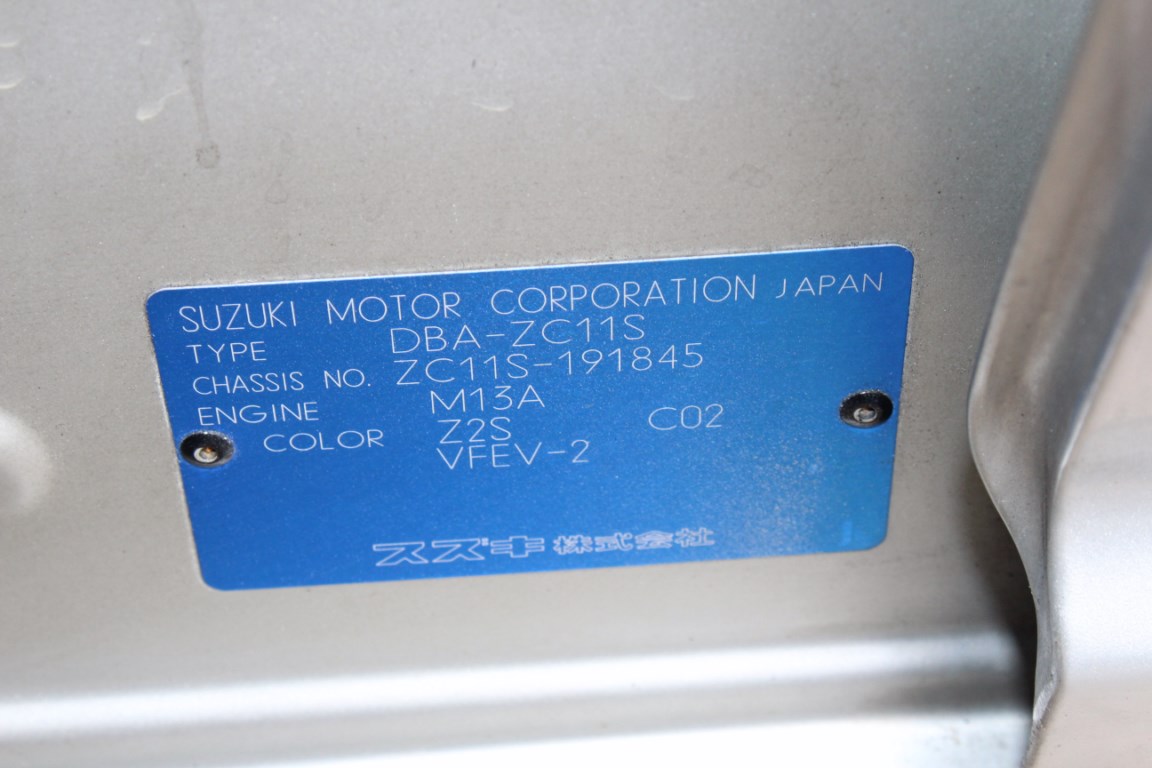 SUZUKI MOTOR CORPORATION JAPAN
TYPE DBA-ZC11S
CHASSIS NO. ZC11S-191845
ENGINE M13A
COLOR Z2S C02
VFEV-2
スズキ株式会社